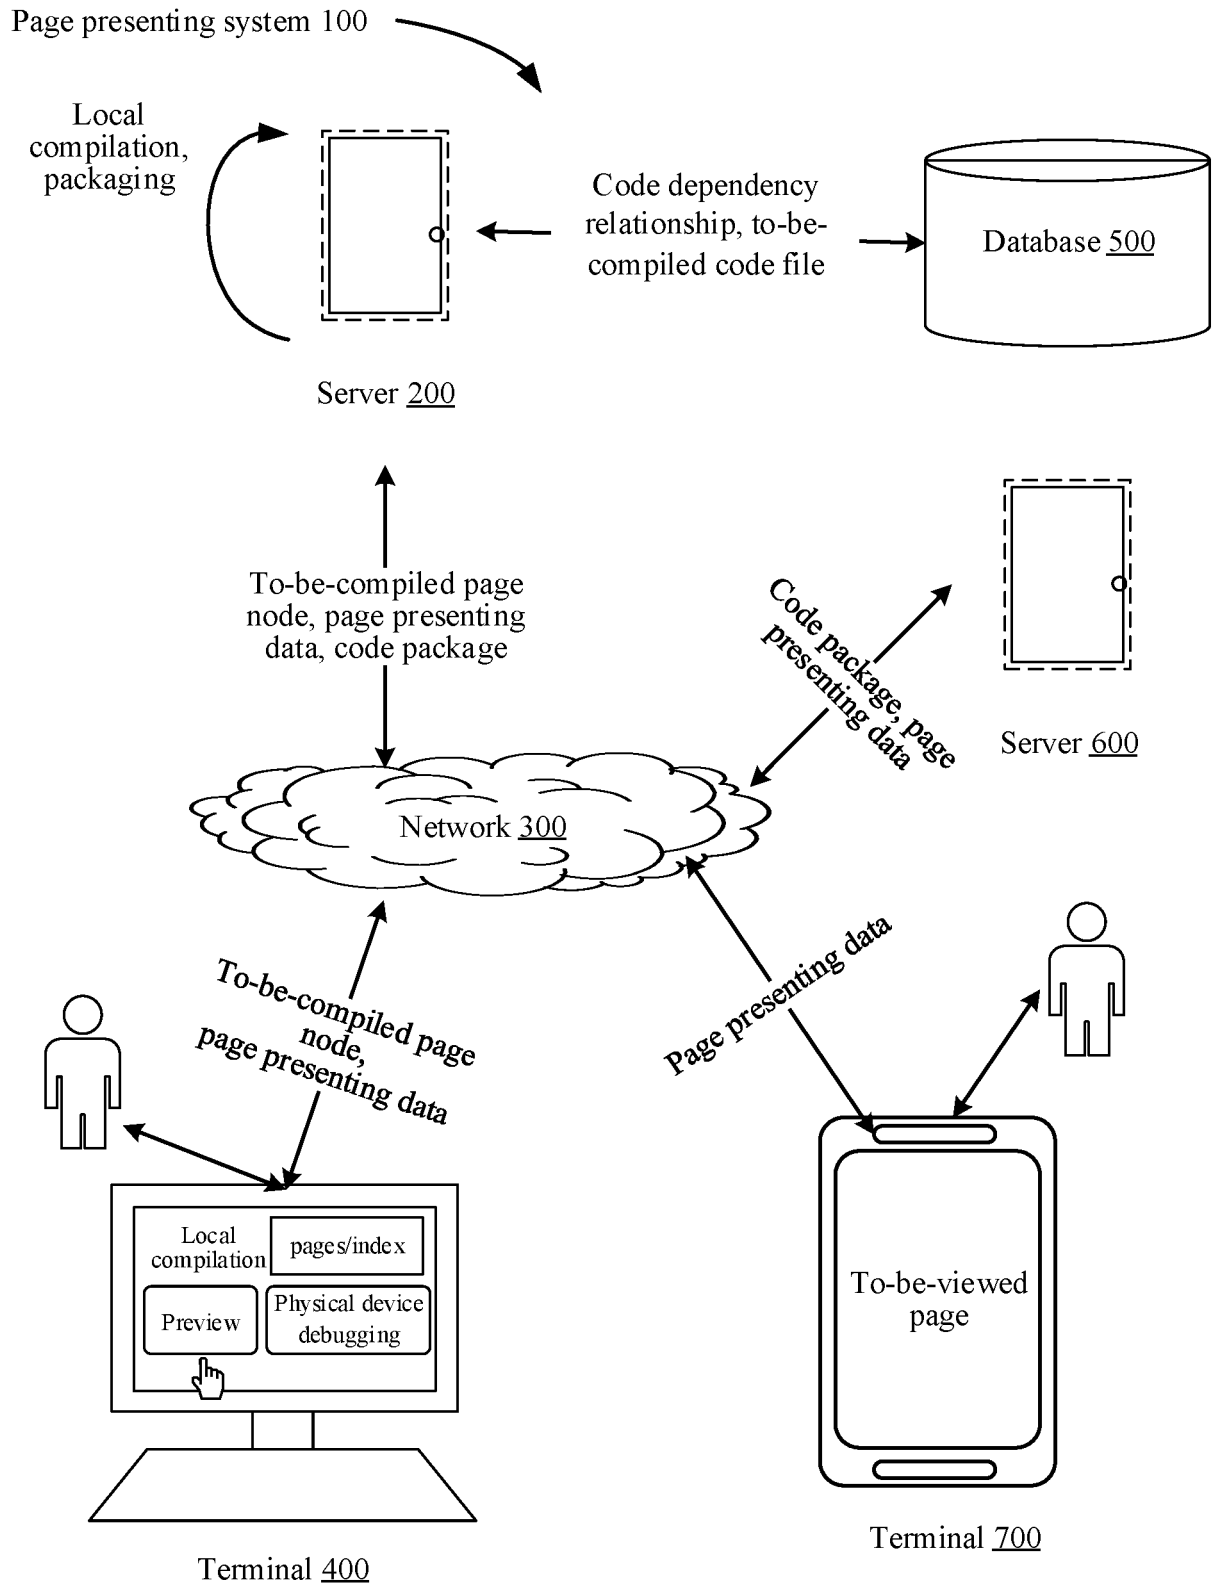 Page presenting system 100
Local
compilation,
packaging
Code dependency
relationship, to-be-
compiled code file
Database 500
Server 200
To-be-compiled page
node, page presenting
data, code package
Code package, page
presenting data
Server 600
Network 300
To-be-compiled page
node,
page presenting data
Page presenting data
Local
compilation
pages/index
Preview
Physical device
debugging
To-be-viewed
page
Terminal 700
Terminal 400